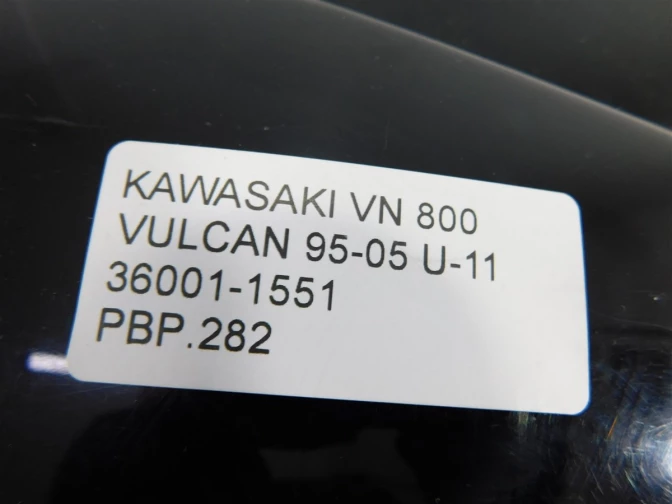 KAWASAKI VN 800
VULCAN 95-05 U-11
36001-1551
PBP.282